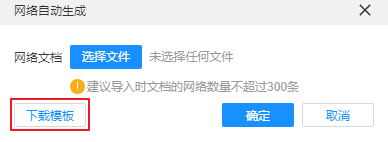 网络自动生成
网络文档 选择文件 未选择任何文件
建议导入时文档的网络数量不超过300条
下载模板 确定 取消